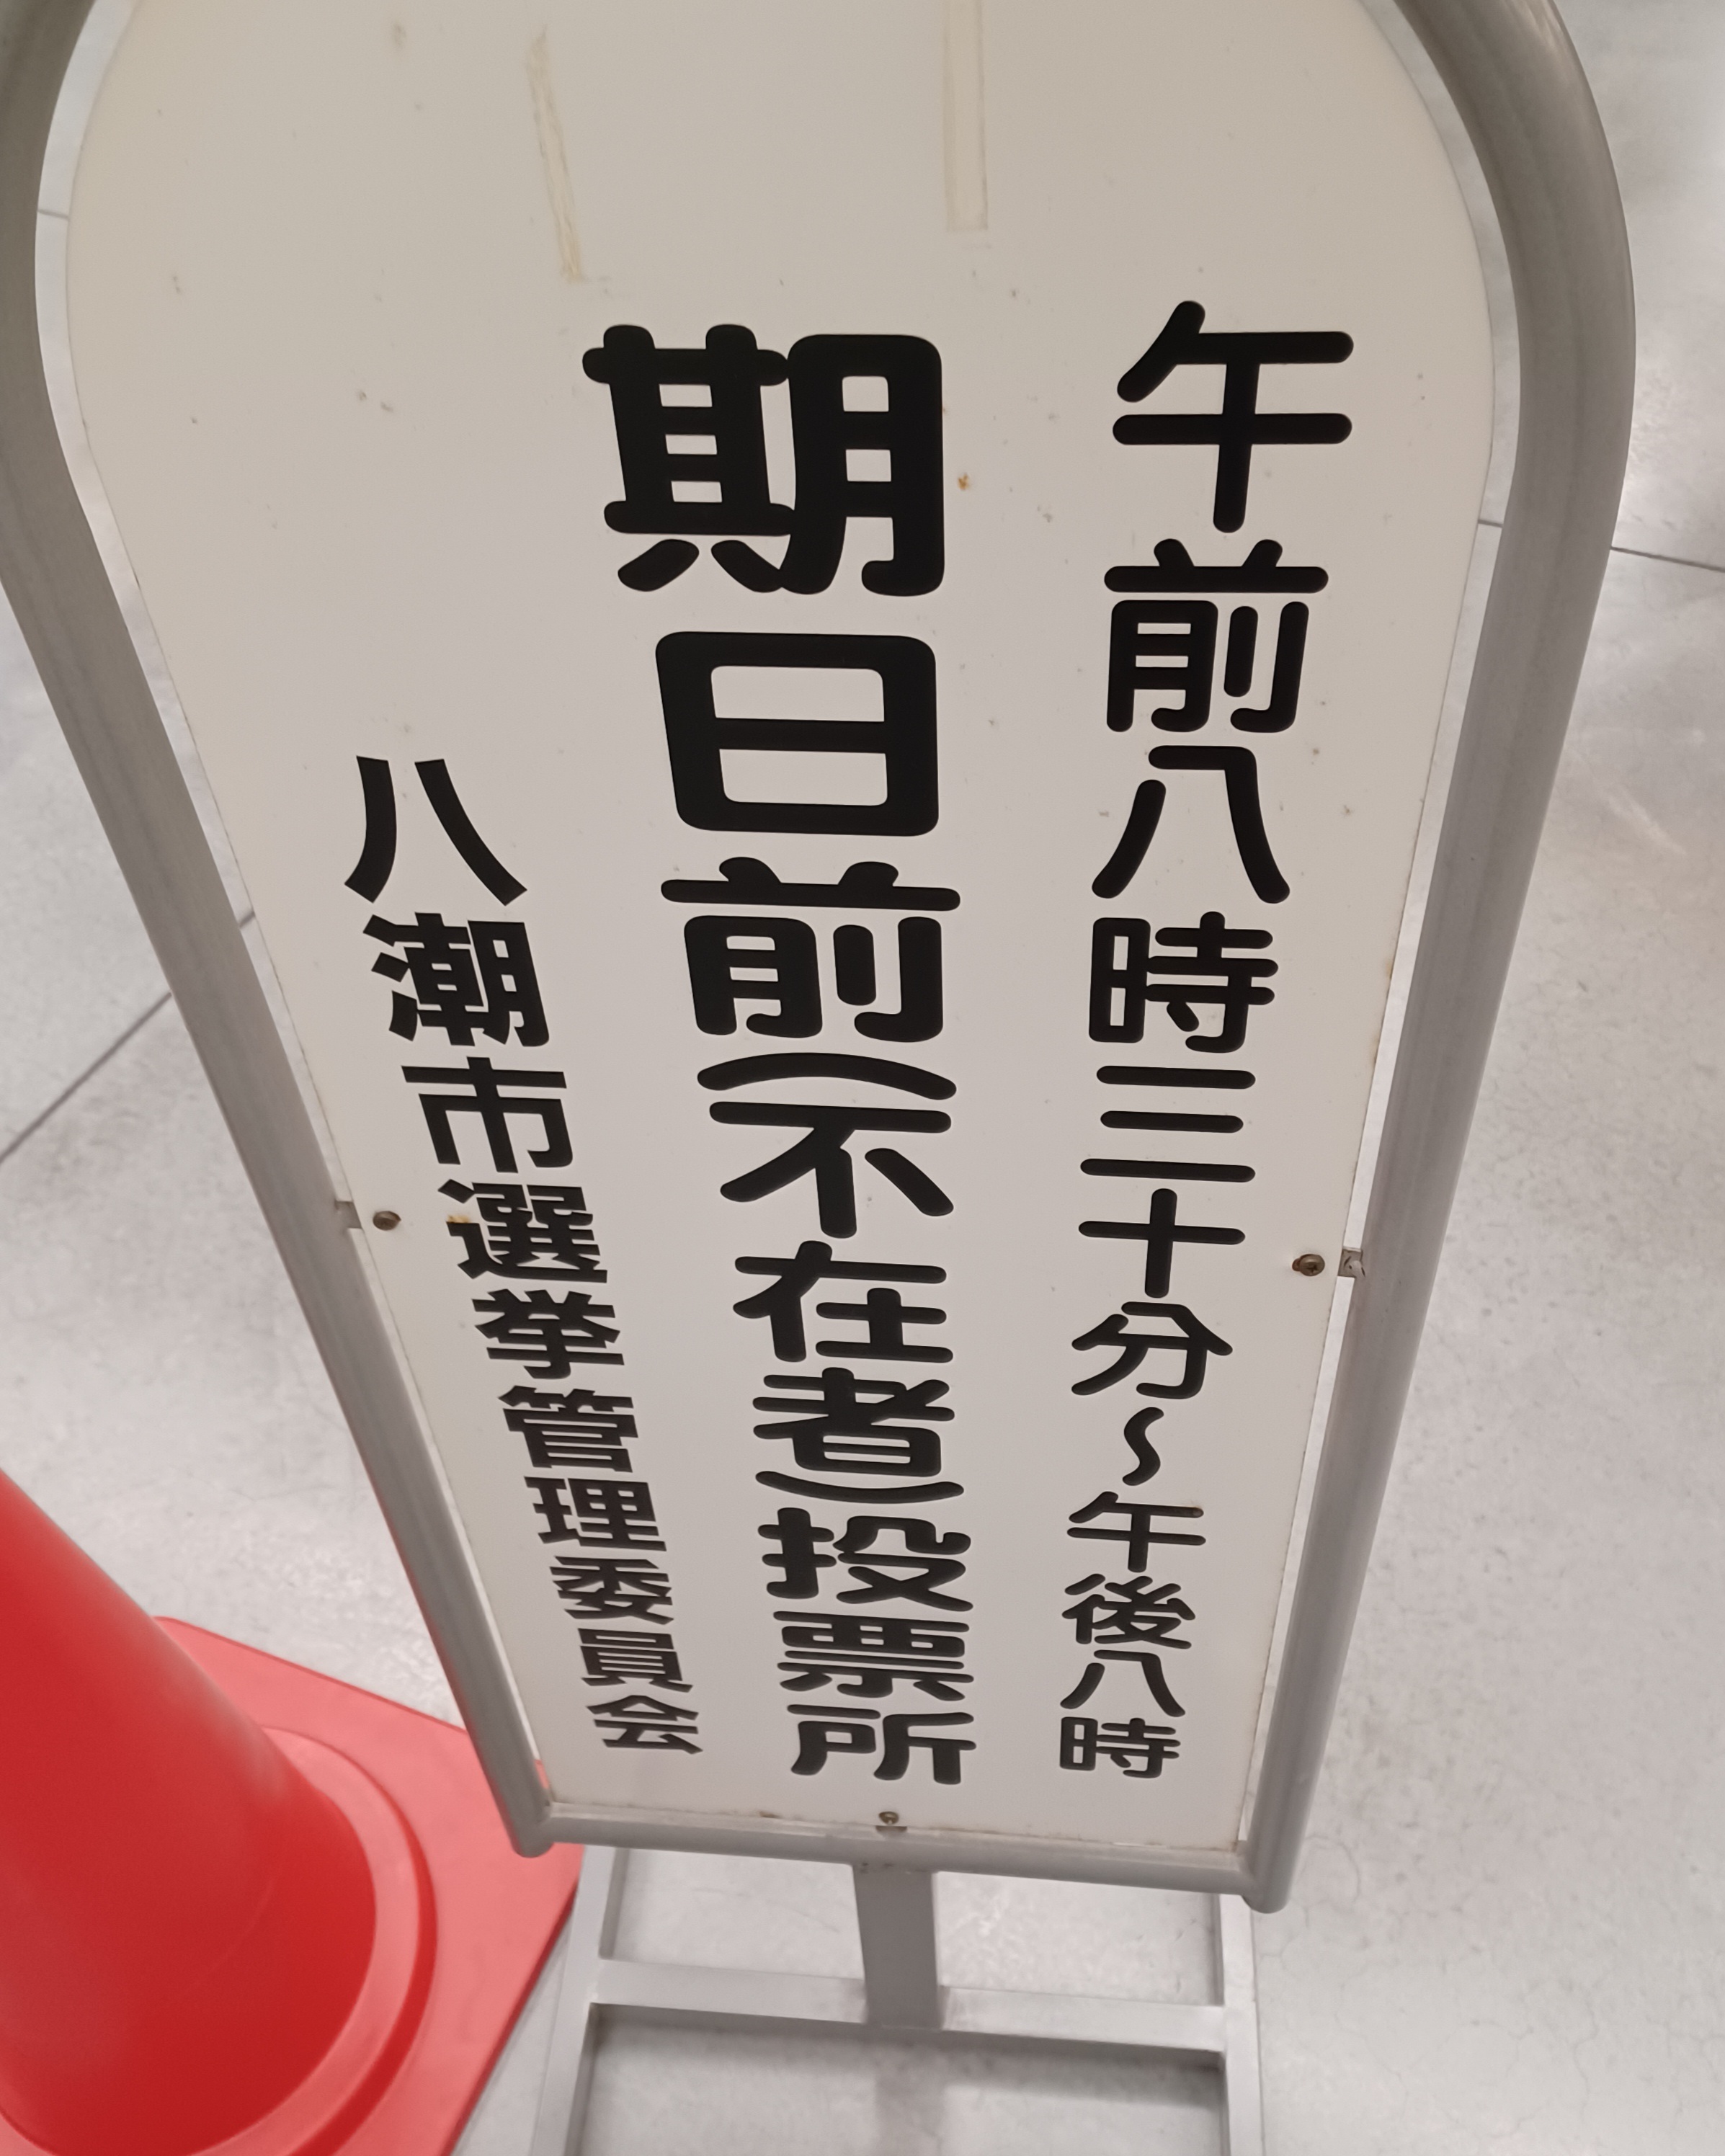 午前八時三十分〜午後八時
期日前(不在者)投票所
八潮市選挙管理委員会